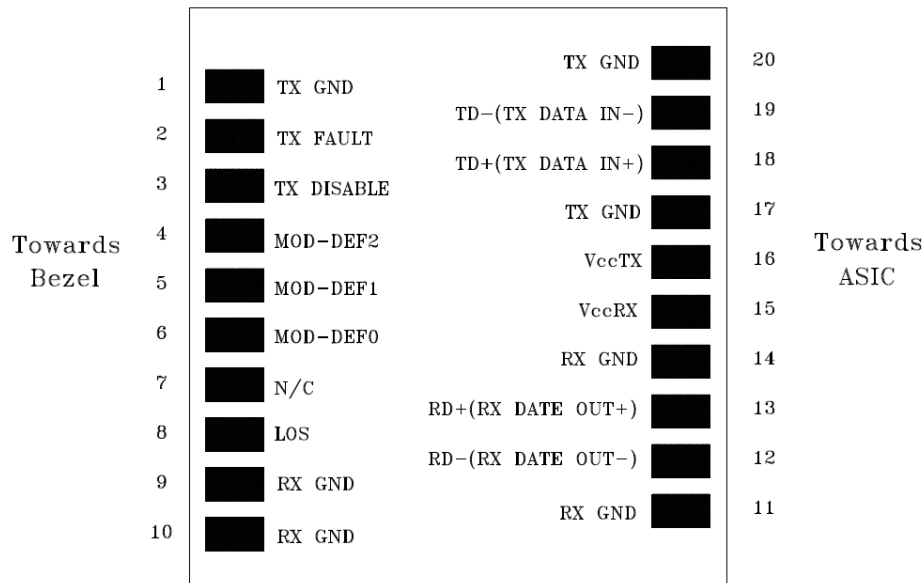 1 TX GND
2 TX FAULT
3 TX DISABLE
4 MOD-DEF2
5 MOD-DEF1
6 MOD-DEF0
7 N/C
8 LOS
9 RX GND
10 RX GND
Towards
Bezel
TX GND 20
TD-(TX DATA IN-) 19
TD+(TX DATA IN+) 18
TX GND 17
VccTX 16
VccRX 15
RX GND 14
RD+(RX DATE OUT+) 13
RD-(RX DATE OUT-) 12
RX GND 11
Towards
ASIC